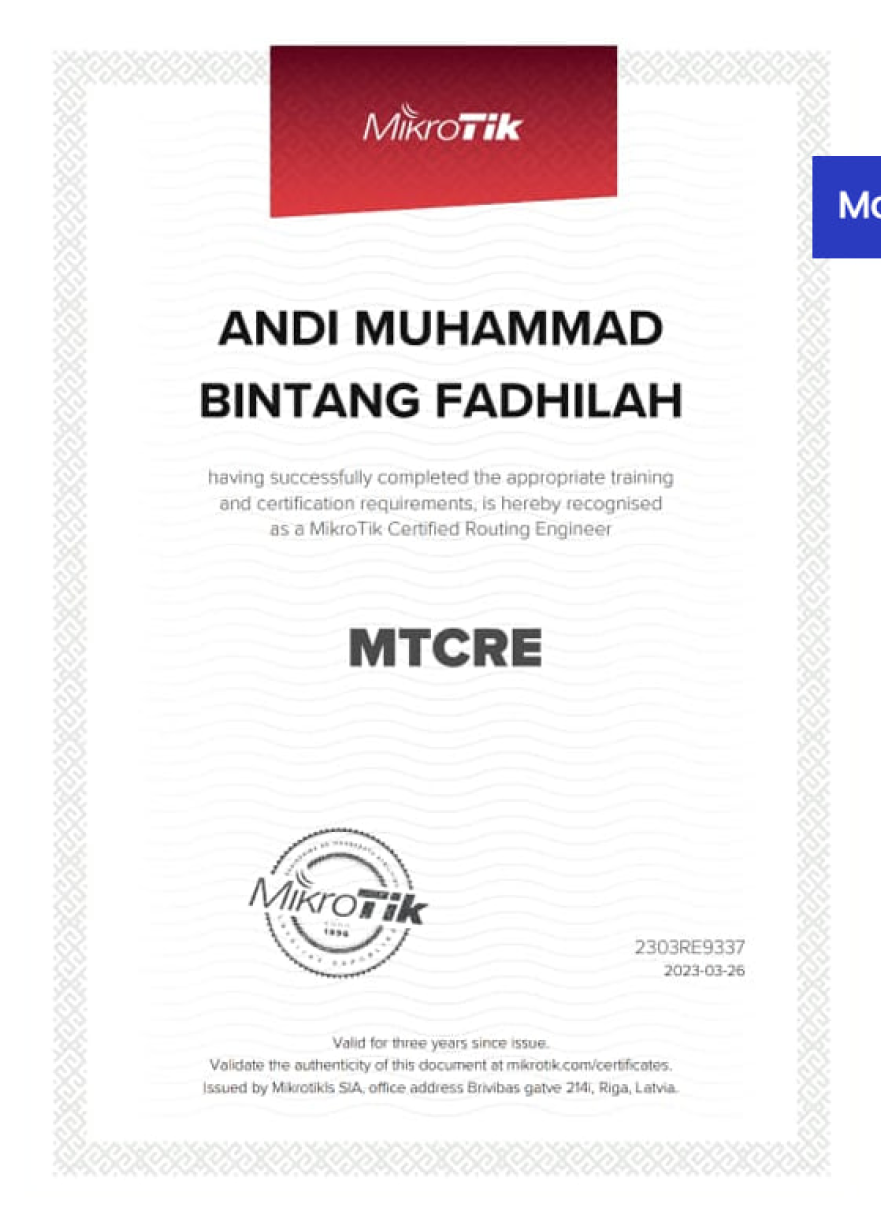 MikroTik
Mo
ANDI MUHAMMAD
BINTANG FADHILAH
having successfully completed the appropriate training
and certification requirements, is hereby recognised
as a MikroTik Certified Routing Engineer
MTCRE
MikroTik
1996
2303RE9337
2023-03-26
Valid for three years since issue.
Validate the authenticity of this document at mikrotik.com/certificates.
Issued by Mikrotikls SIA, office address Brivibas gatve 214i, Riga, Latvia.